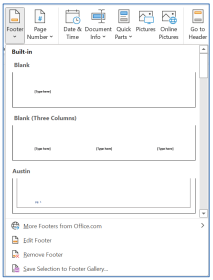 Footer Page Number Date & Time Document Info Quick Parts Pictures Online Pictures Go to Header
Built-in
Blank
[Type here]
Blank (Three Columns)
[Type here] [Type here] [Type here]
Austin
More Footers from Office.com
Edit Footer
Remove Footer
Save Selection to Footer Gallery...